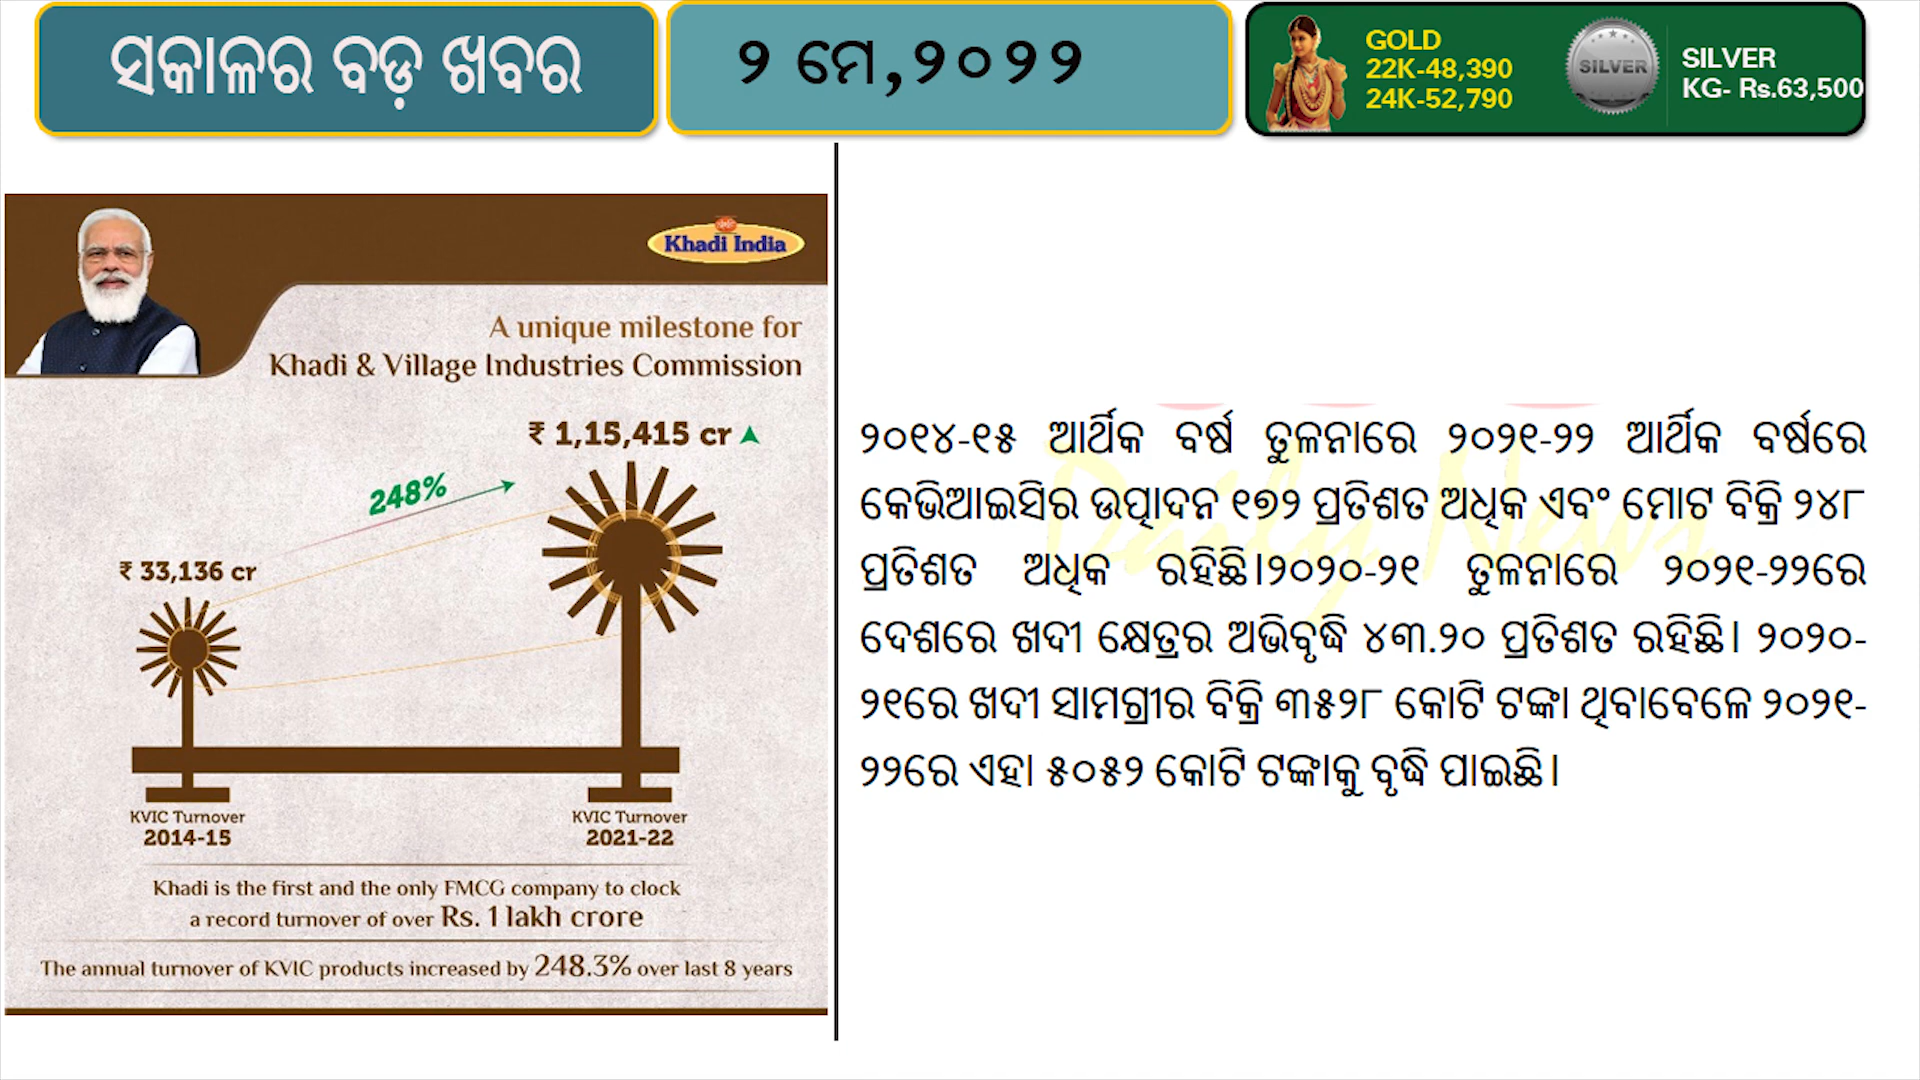 ସକାଳର ବଡ଼ ଖବର
୨ ମେ,୨୦୨୨
GOLD
22K-48,390
24K-52,790
SILVER
SILVER
KG- Rs.63,500
Khadi India
A unique milestone for
Khadi & Village Industries Commission
₹ 1,15,415 cr
248%
₹ 33,136 cr
KVIC Turnover
2014-15
KVIC Turnover
2021-22
Khadi is the first and the only FMCG company to clock
a record turnover of over Rs. 1 lakh crore
The annual turnover of KVIC products increased by 248.3% over last 8 years
୨୦୧୪-୧୫ ଆର୍ଥିକ ବର୍ଷ ତୁଳନାରେ ୨୦୨୧-୨୨ ଆର୍ଥିକ ବର୍ଷରେ
କେଭିଆଇସିର ଉତ୍ପାଦନ ୧୭୨ ପ୍ରତିଶତ ଅଧିକ ଏବଂ ମୋଟ ବିକ୍ରି ୨୪୮
ପ୍ରତିଶତ ଅଧିକ ରହିଛି।୨୦୨୦-୨୧ ତୁଳନାରେ ୨୦୨୧-୨୨ରେ
ଦେଶରେ ଖଦୀ କ୍ଷେତ୍ରର ଅଭିବୃଦ୍ଧି ୪୩.୨୦ ପ୍ରତିଶତ ରହିଛି। ୨୦୨୦-
୨୧ରେ ଖଦୀ ସାମଗ୍ରୀର ବିକ୍ରି ୩୫୨୮ କୋଟି ଟଙ୍କା ଥିବାବେଳେ ୨୦୨୧-
୨୨ରେ ଏହା ୫୦୫୨ କୋଟି ଟଙ୍କାକୁ ବୃଦ୍ଧି ପାଇଛି।
Daily News